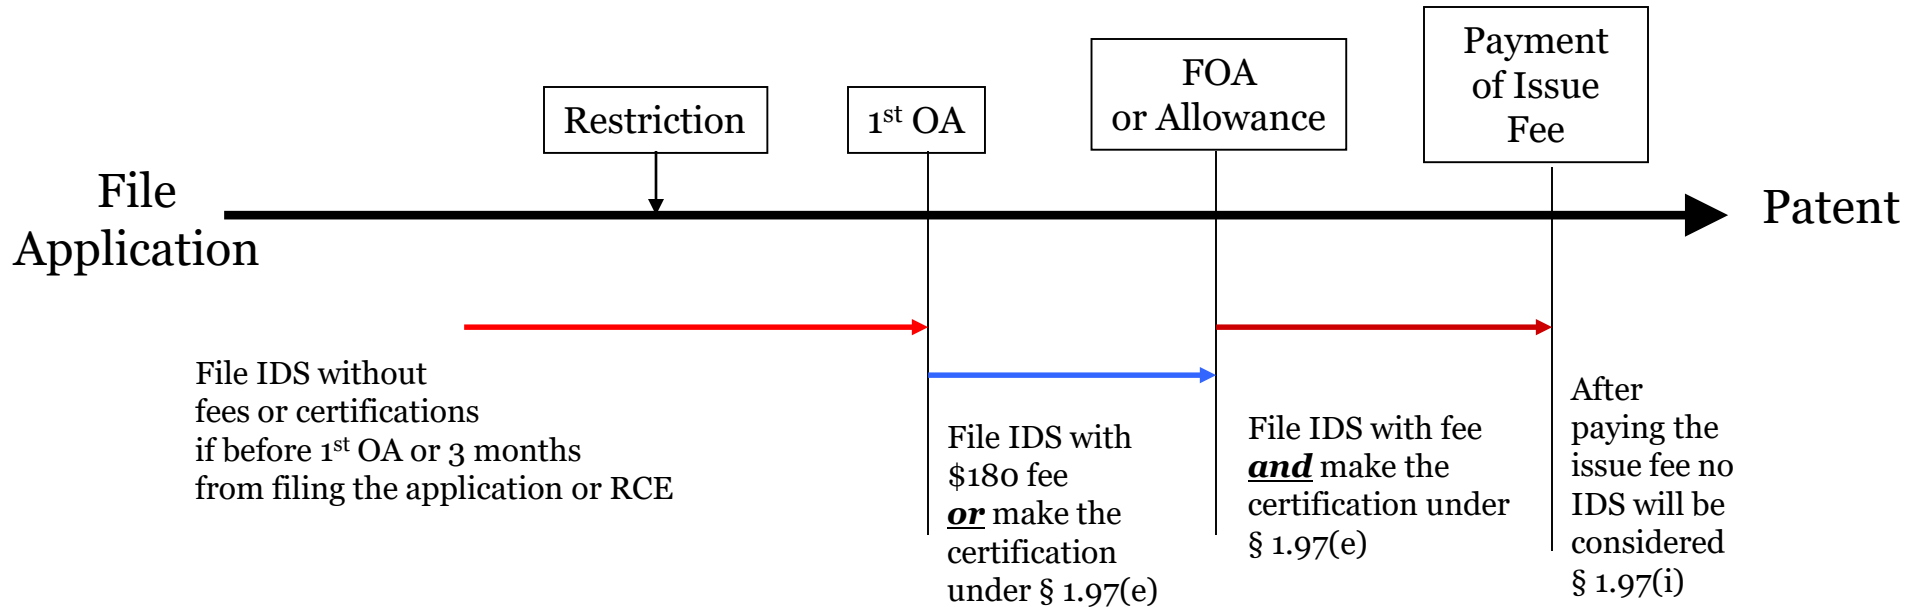 Payment
of Issue
Fee
FOA
or Allowance
Restriction
1st OA
File
Application
Patent
File IDS without
fees or certifications
if before 1st OA or 3 months
from filing the application or RCE
File IDS with
$180 fee
or make the
certification
under § 1.97(e)
File IDS with fee
and make the
certification under
§ 1.97(e)
After
paying the
issue fee no
IDS will be
considered
§ 1.97(i)